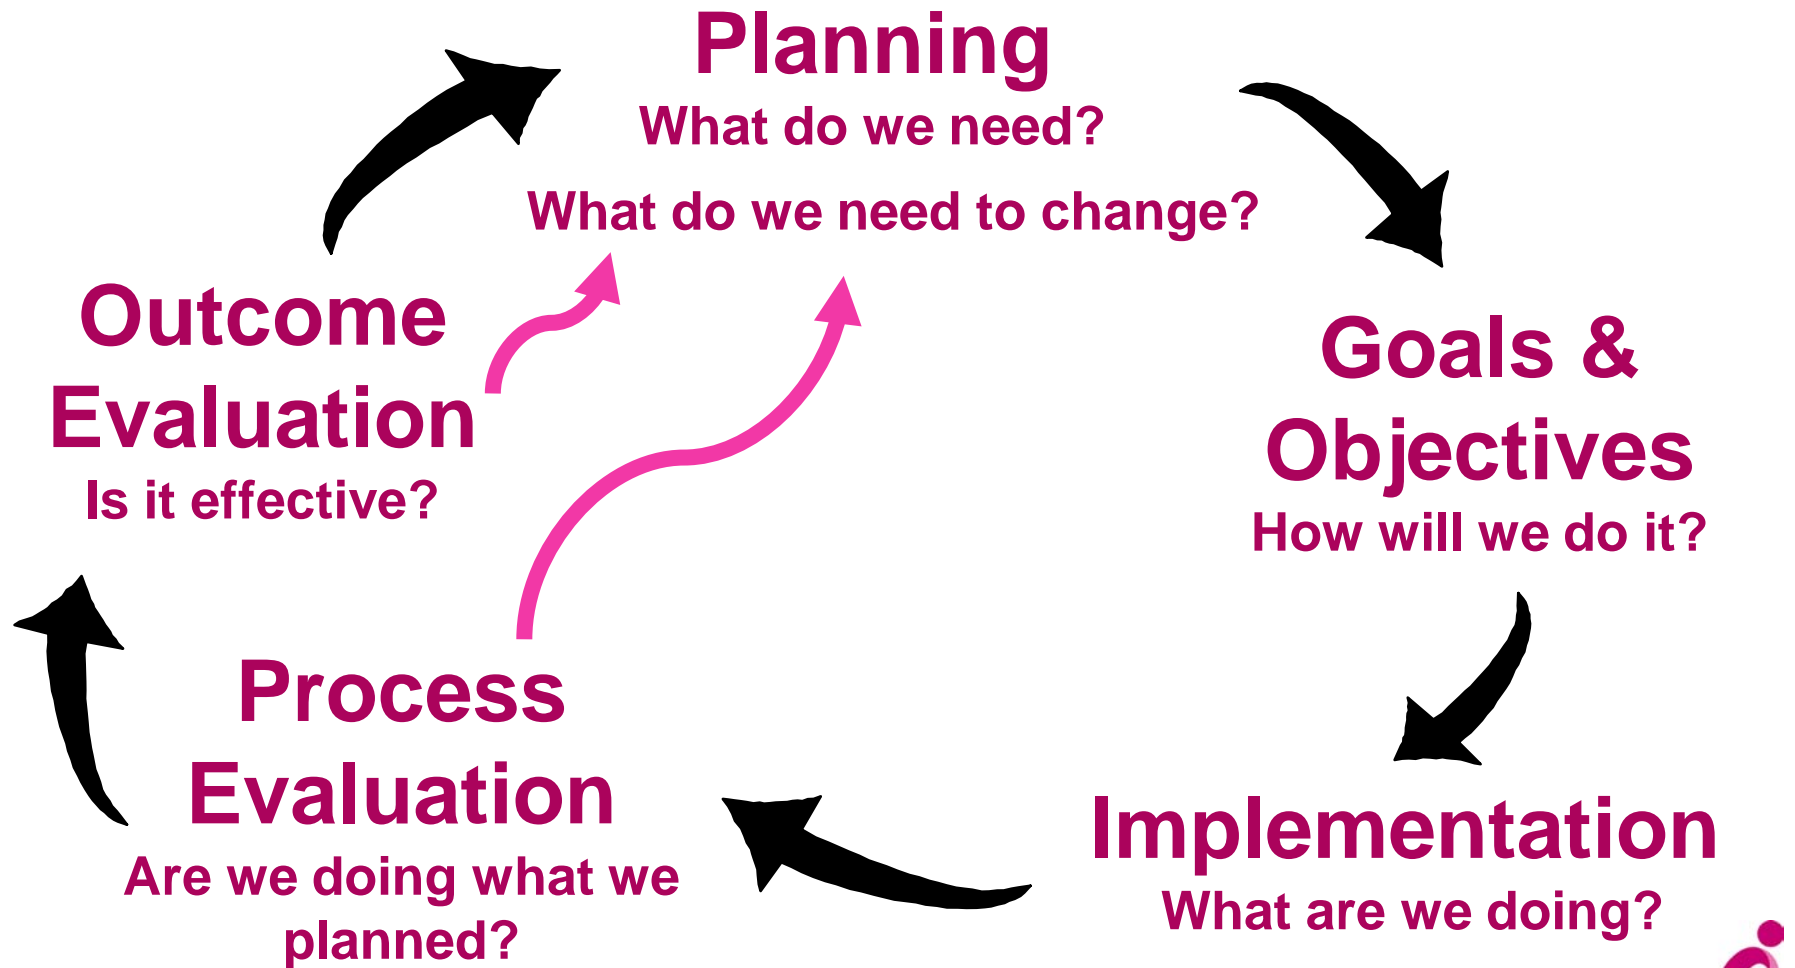 Planning
What do we need?
What do we need to change?
Goals &
Objectives
How will we do it?
Implementation
What are we doing?
Process
Evaluation
Are we doing what we
planned?
Outcome
Evaluation
Is it effective?